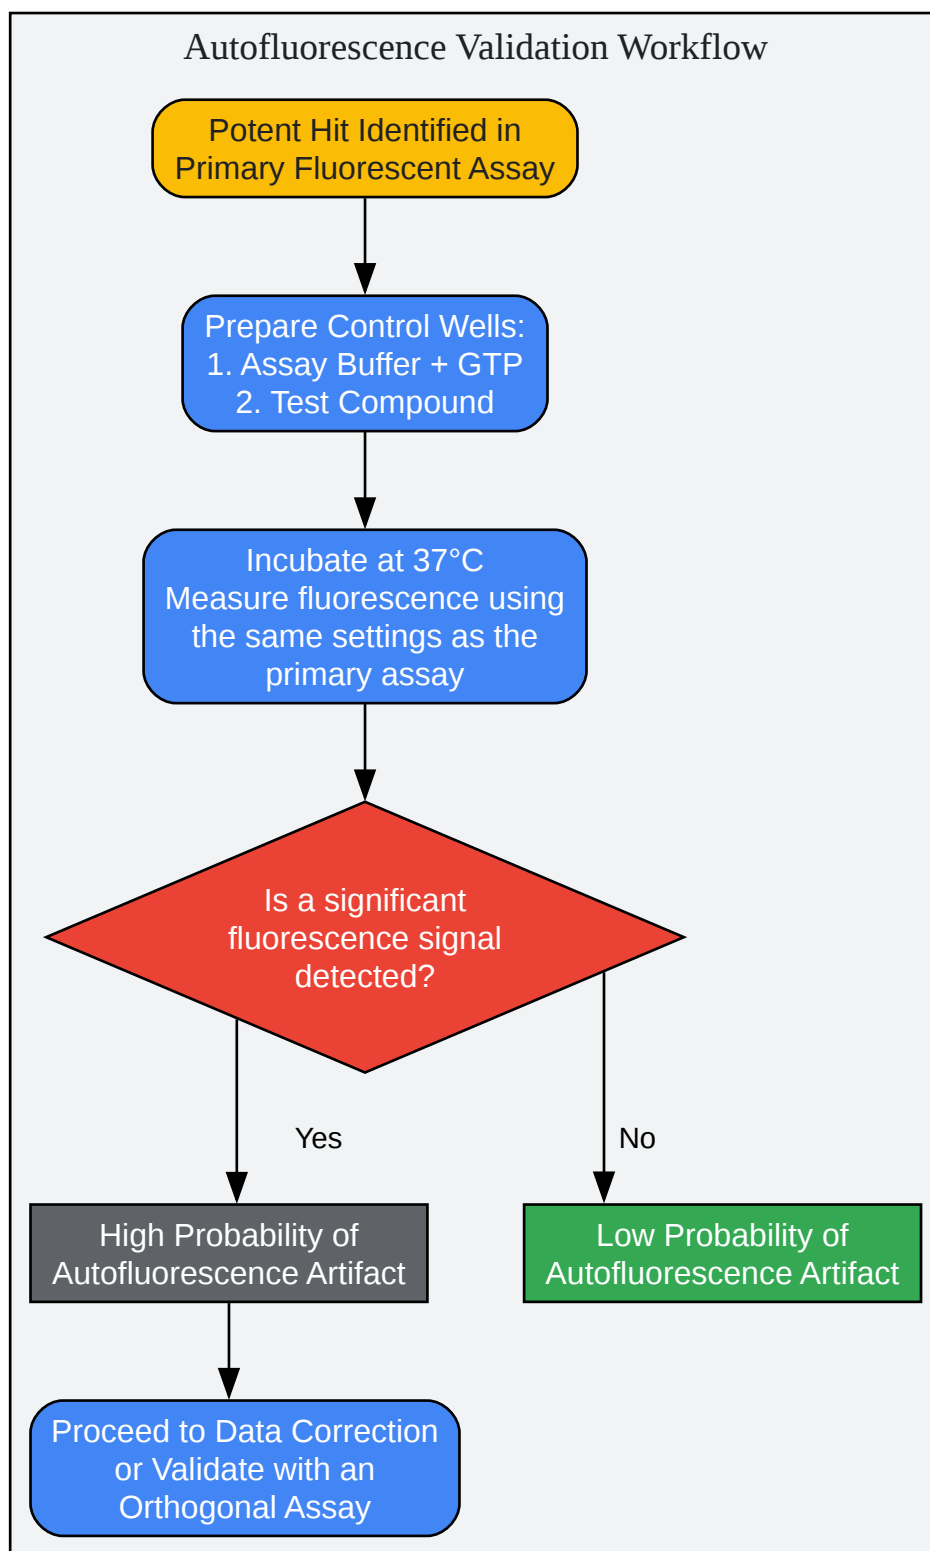 Autofluorescence Validation Workflow
Potent Hit Identified in
Primary Fluorescent Assay
Prepare Control Wells:
1. Assay Buffer + GTP
2. Test Compound
Incubate at 37°C
Measure fluorescence using
the same settings as the
primary assay
Is a significant
fluorescence signal
detected?
Yes
No
High Probability of
Autofluorescence Artifact
Low Probability of
Autofluorescence Artifact
Proceed to Data Correction
or Validate with an
Orthogonal Assay